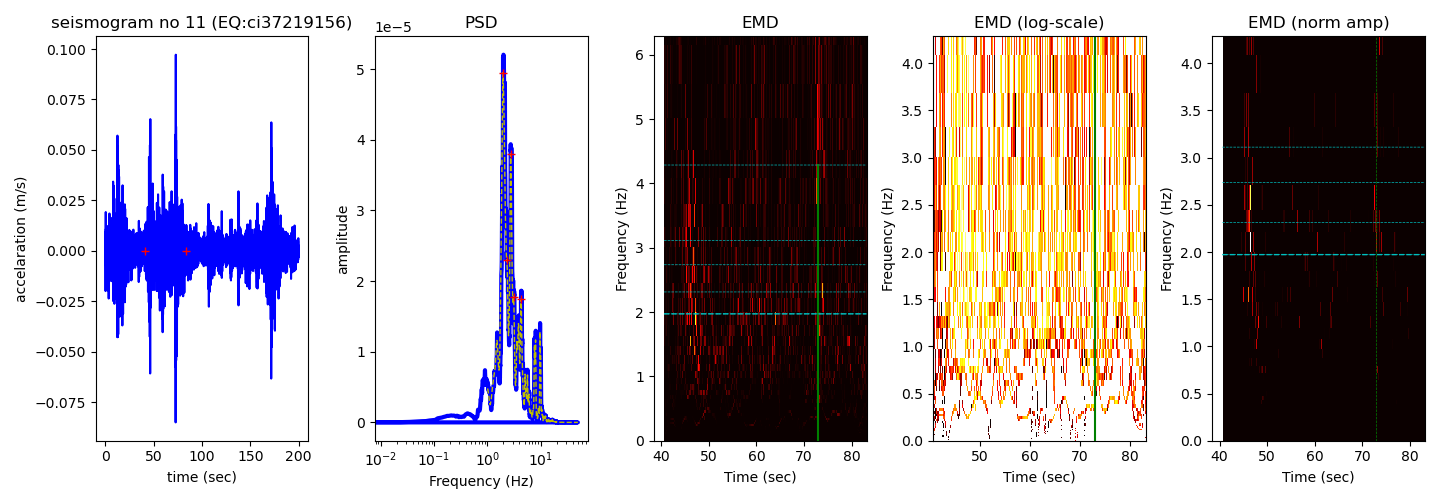 seismogram no 11 (EQ:ci37219156)
accelaration (m/s)
0.100
0.075
0.050
0.025
0.000
−0.025
−0.050
−0.075
0 50 100 150 200
time (sec)
PSD
1e−5
amplitude
5
4
3
2
1
0
10⁻² 10⁻¹ 10⁰ 10¹
Frequency (Hz)
EMD
Frequency (Hz)
6
5
4
3
2
1
0
40 50 60 70 80
Time (sec)
EMD (log-scale)
Frequency (Hz)
4.0
3.5
3.0
2.5
2.0
1.5
1.0
0.5
0.0
50 60 70 80
Time (sec)
EMD (norm amp)
Frequency (Hz)
4.0
3.5
3.0
2.5
2.0
1.5
1.0
0.5
0.0
40 50 60 70 80
Time (sec)